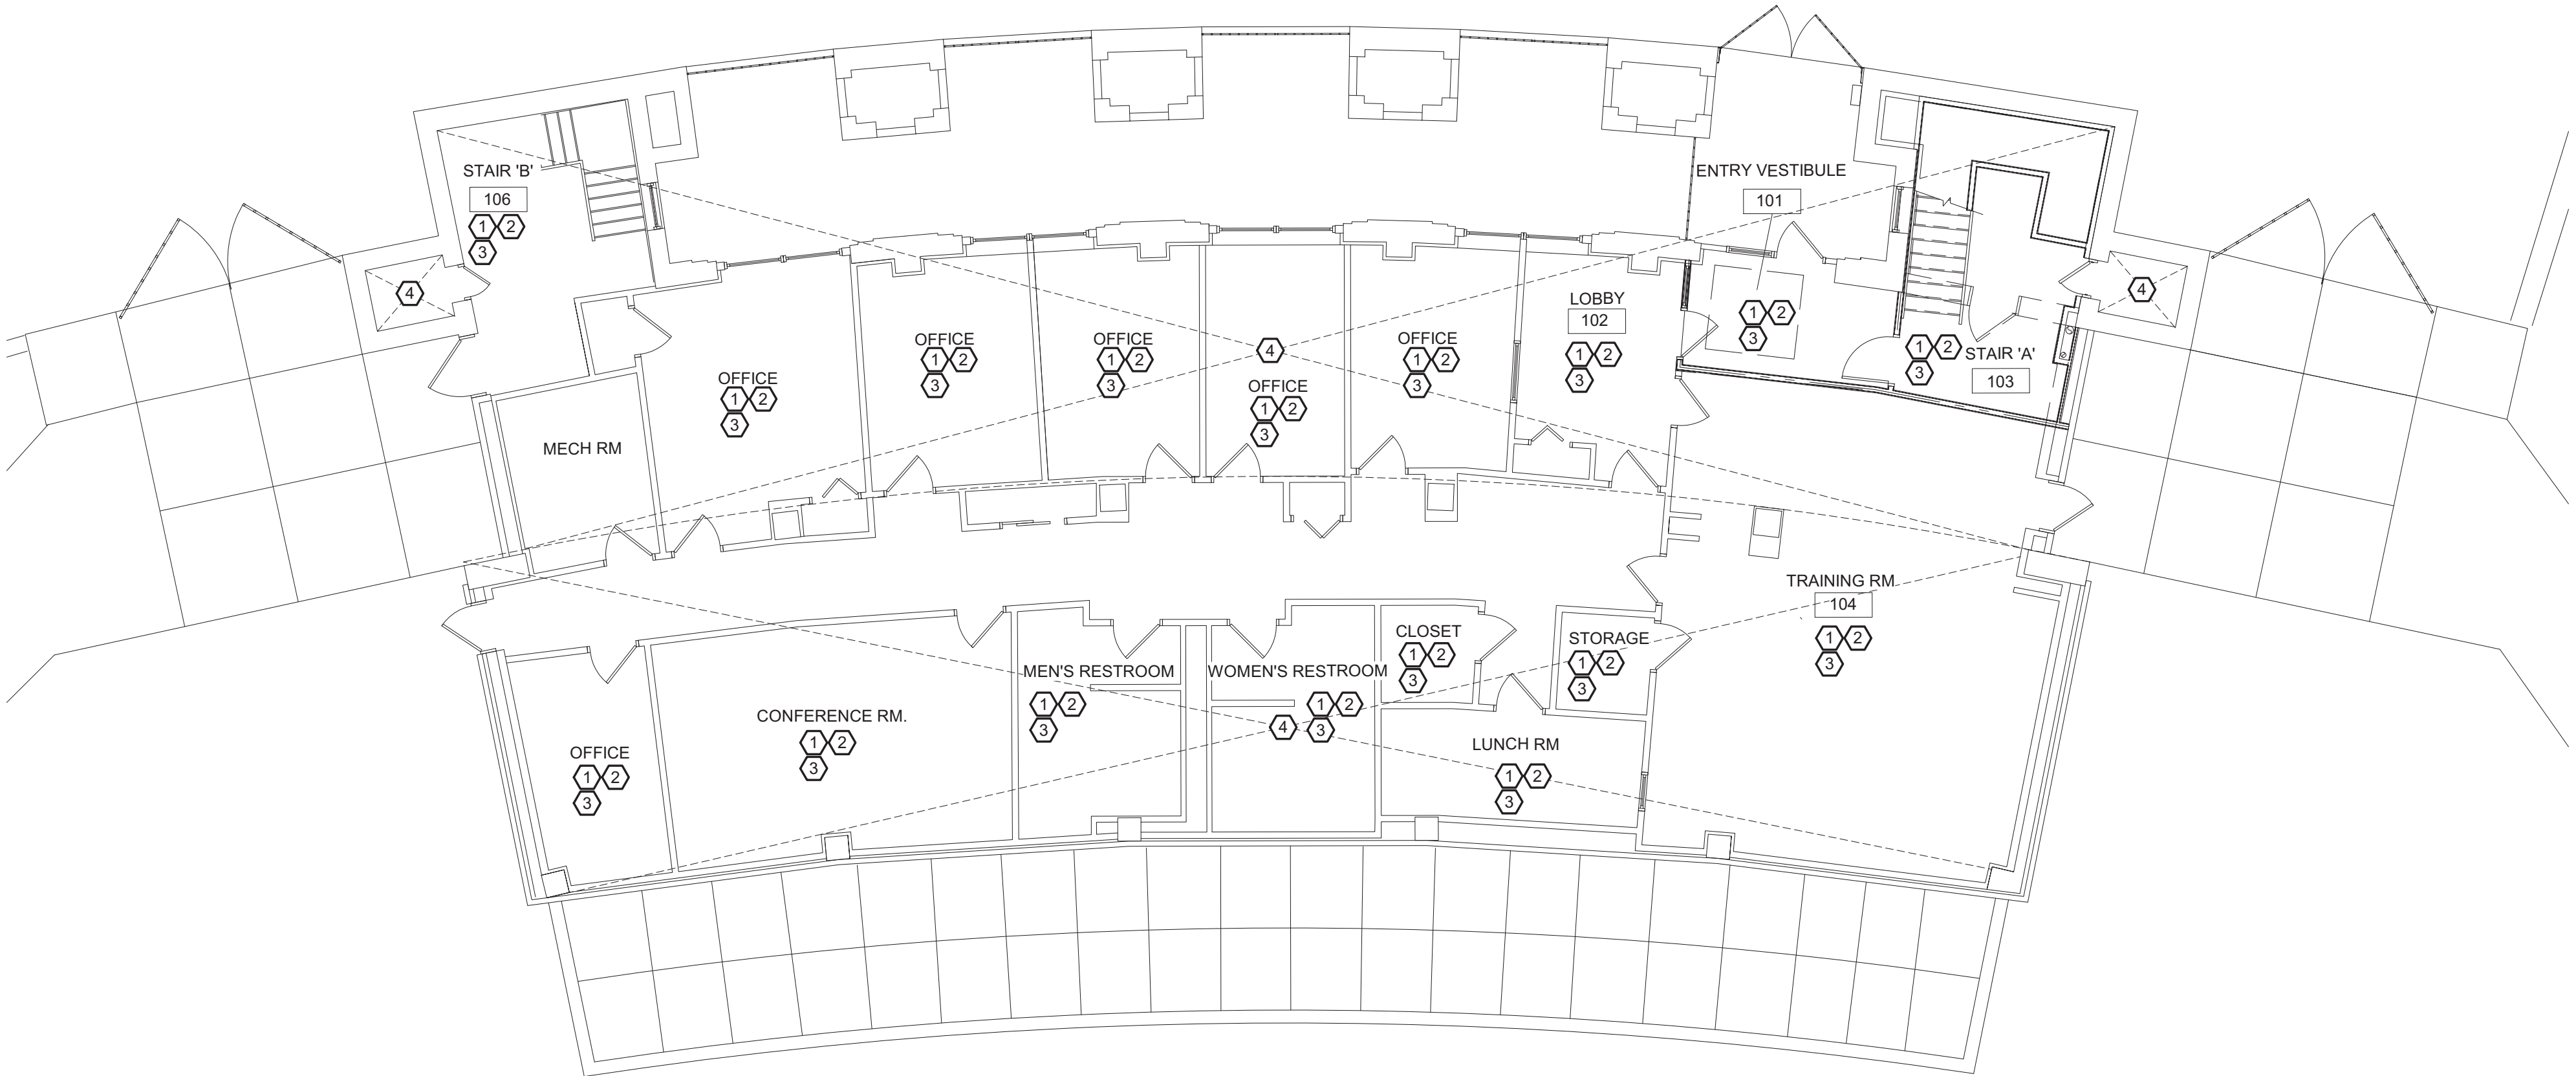 STAIR 'B'
106
1 2
3
4
ENTRY VESTIBULE
101
1 2
3
LOBBY
102
1 2
3
4
STAIR 'A'
103
1 2
3
OFFICE
1 2
3
OFFICE
1 2
3
OFFICE
1 2
3
4
OFFICE
1 2
3
OFFICE
1 2
3
MECH RM
TRAINING RM
104
1 2
3
CLOSET
1 2
3
STORAGE
1 2
3
MEN'S RESTROOM
1 2
3
WOMEN'S RESTROOM
1 2
3
4
CONFERENCE RM.
1 2
3
LUNCH RM
1 2
3
OFFICE
1 2
3